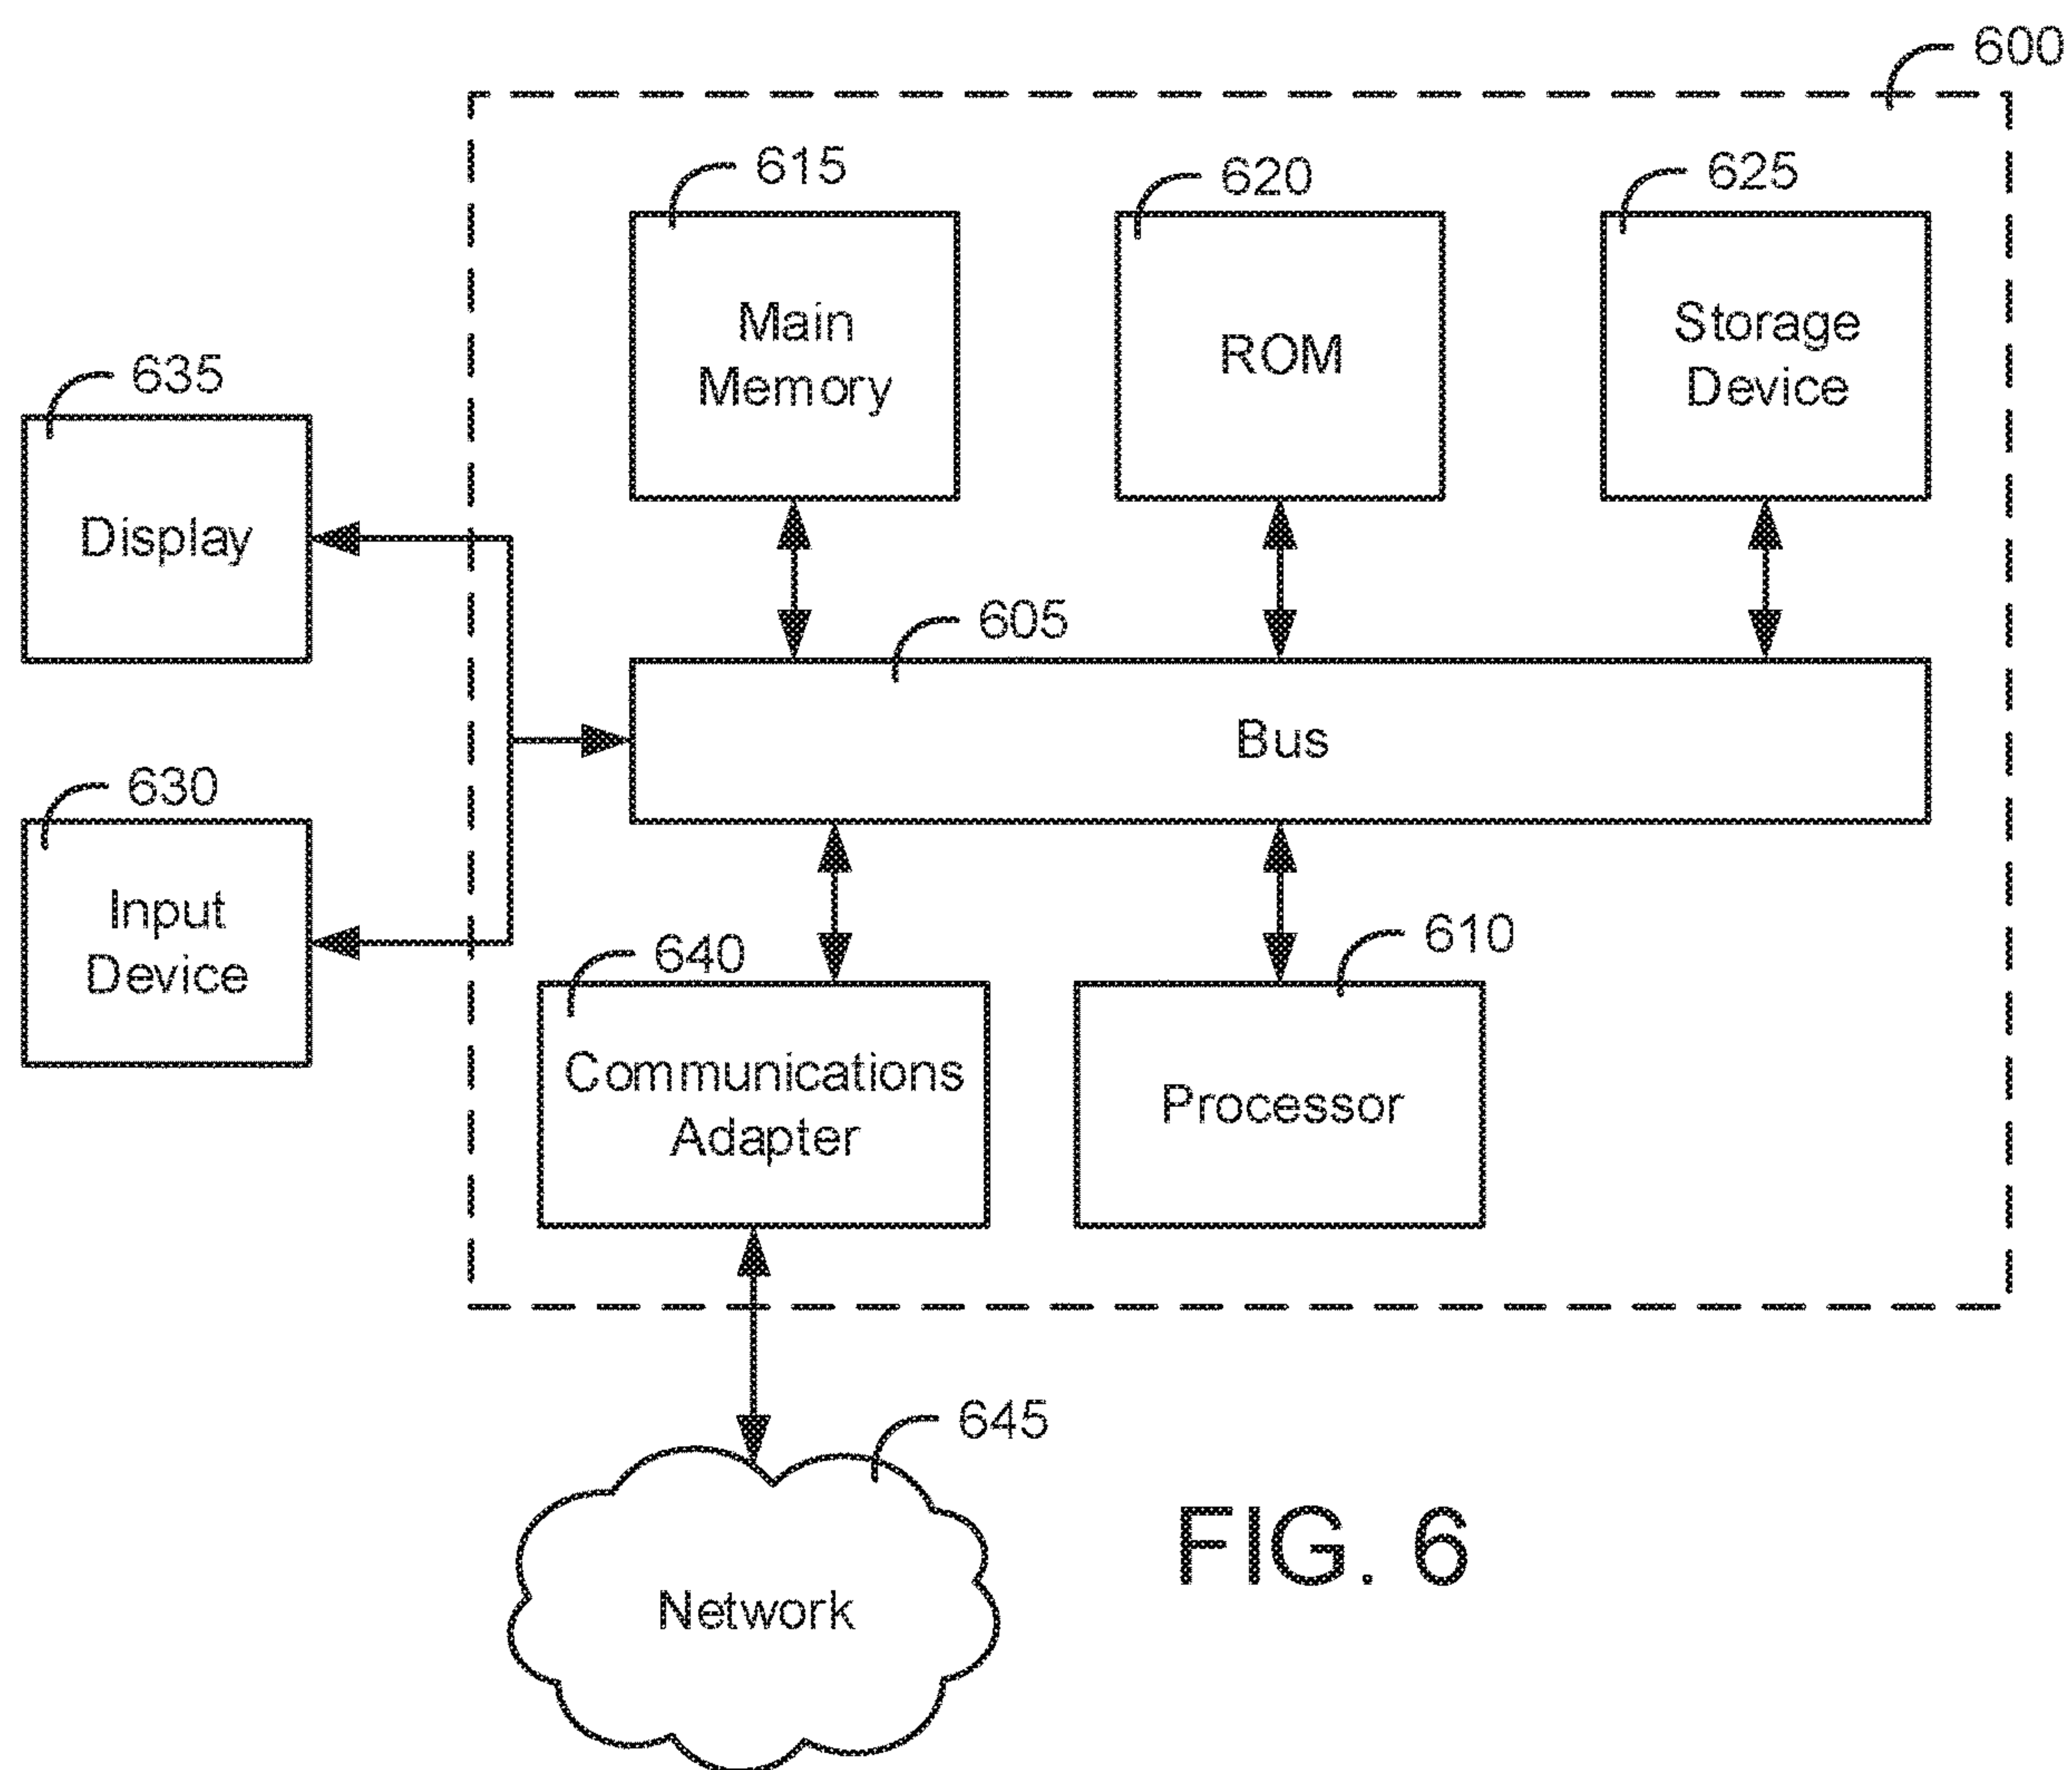 600
615
620
625
Main
Memory
ROM
Storage
Device
635
Display
605
Bus
630
Input
Device
640
610
Communications
Adapter
Processor
645
Network
FIG. 6